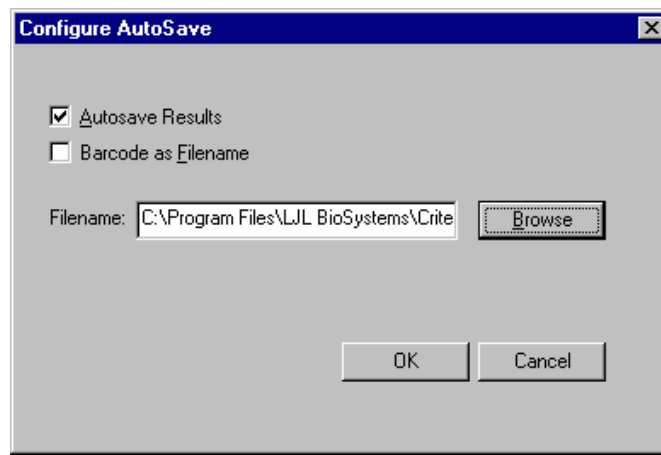 Configure AutoSave
Autosave Results
Barcode as Filename
Filename: C:\Program Files\LJL BioSystems\Crite Browse
OK Cancel